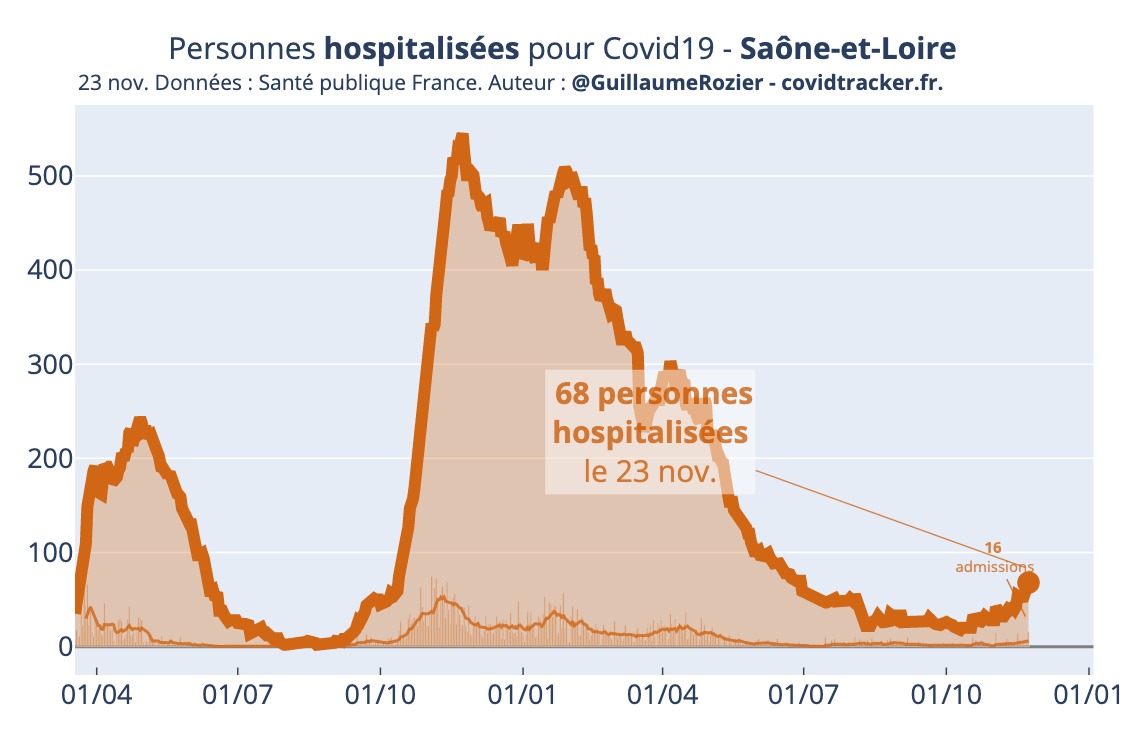 Personnes hospitalisées pour Covid19 - Saône-et-Loire
23 nov. Données : Santé publique France. Auteur : @GuillaumeRozier - covidtracker.fr.
500
400
300
200
100
0
68 personnes
hospitalisées
le 23 nov.
16
admissions
01/04 01/07 01/10 01/01 01/04 01/07 01/10 01/01